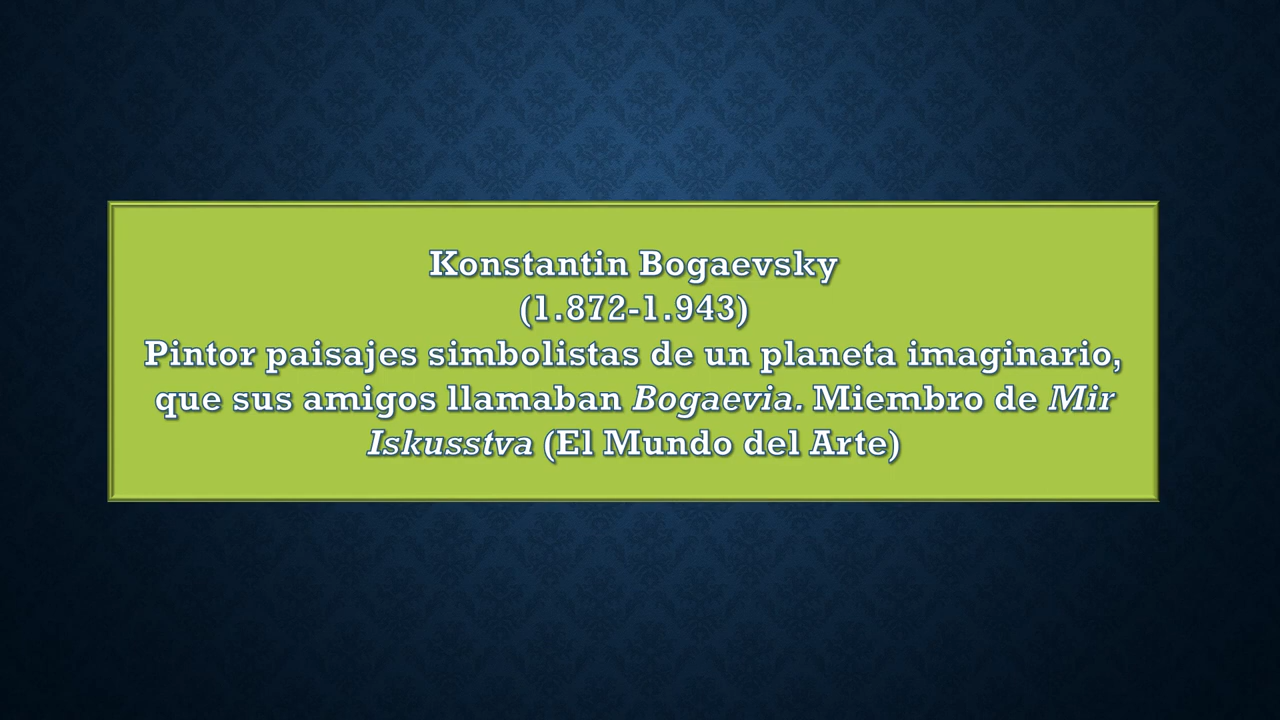 Konstantin Bogaevsky
(1.872-1.943)
Pintor paisajes simbolistas de un planeta imaginario,
que sus amigos llamaban Bogaevia. Miembro de Mir
Iskusstva (El Mundo del Arte)